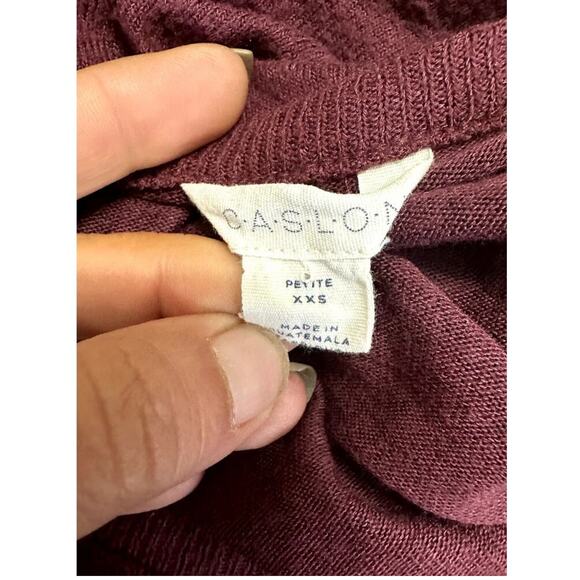 C·A·S·L·O·N
PETITE
XXS
MADE IN
GUATEMALA